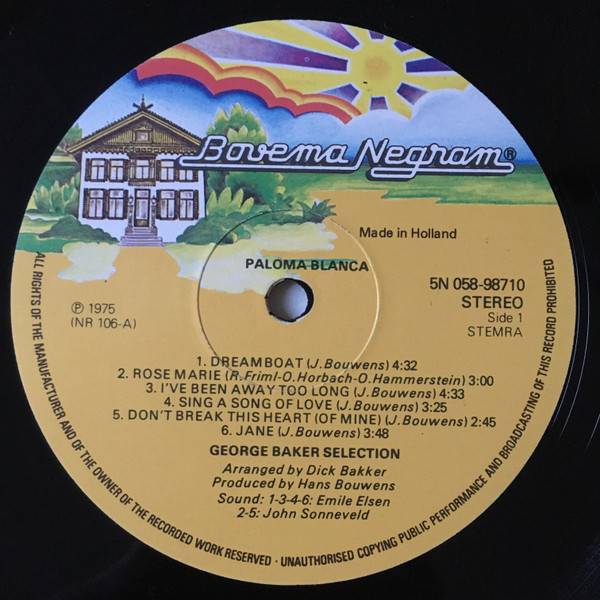 Bovema Negram®
Made in Holland
PALOMA BLANCA
5N 058-98710
STEREO
Side 1
STEMRA
℗ 1975
(NR 106-A)
1. DREAMBOAT (J.Bouwens) 4:32
2. ROSE MARIE (R.Friml-O.Horbach-O.Hammerstein) 3:00
3. I'VE BEEN AWAY TOO LONG (J.Bouwens) 4:33
4. SING A SONG OF LOVE (J.Bouwens) 3:25
5. DON'T BREAK THIS HEART (OF MINE) (J.Bouwens) 2:45
6. JANE (J.Bouwens) 3:48
GEORGE BAKER SELECTION
Arranged by Dick Bakker
Produced by Hans Bouwens
Sound: 1-3-4-6: Emile Elsen
2-5: John Sonneveld
ALL RIGHTS OF THE MANUFACTURER AND OF THE OWNER OF THE RECORDED WORK RESERVED · UNAUTHORISED COPYING PUBLIC PERFORMANCE AND BROADCASTING OF THIS RECORD PROHIBITED